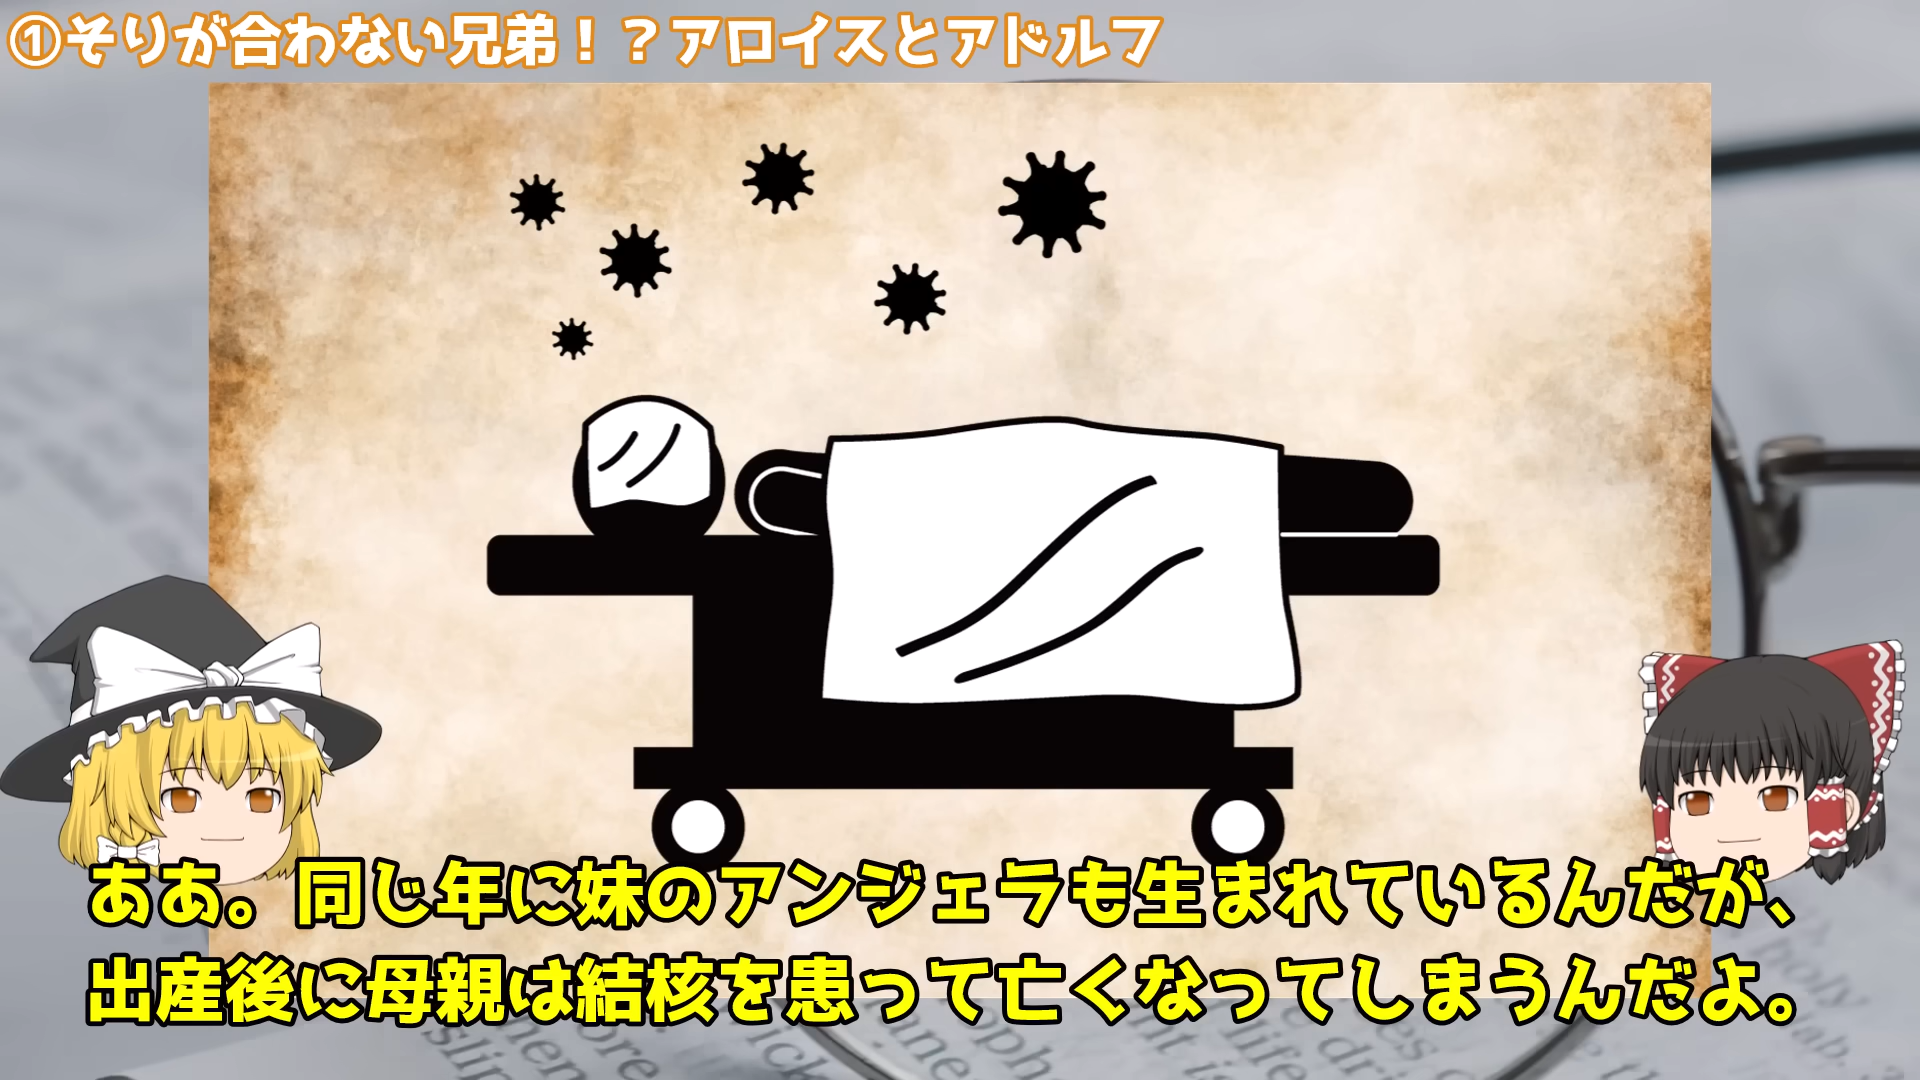 ①そりが合わない兄弟！？アロイスとアドルフ
ああ。同じ年に妹のアンジェラも生まれているんだが、
出産後に母親は結核を患って亡くなってしまうんだよ。
holy